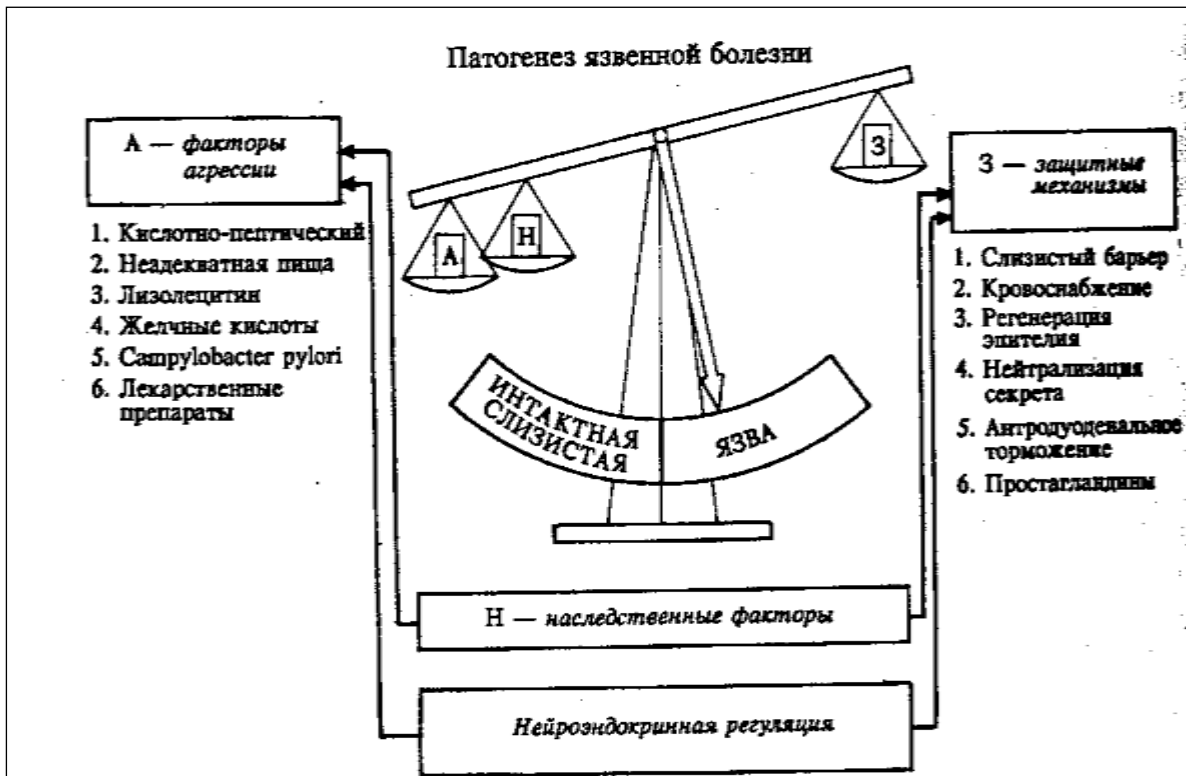 Патогенез язвенной болезни
А — факторы
агрессии
1. Кислотно-пептический
2. Неадекватная пища
3. Лизолецитин
4. Желчные кислоты
5. Campylobacter pylori
6. Лекарственные
препараты
А
Н
З
З — защитные
механизмы
1. Слизистый барьер
2. Кровоснабжение
3. Регенерация
эпителия
4. Нейтрализация
секрета
5. Антродуоденальное
торможение
6. Простагландины
ИНТАКТНАЯ
СЛИЗИСТАЯ
ЯЗВА
Н — наследственные факторы
Нейроэндокринная регуляция